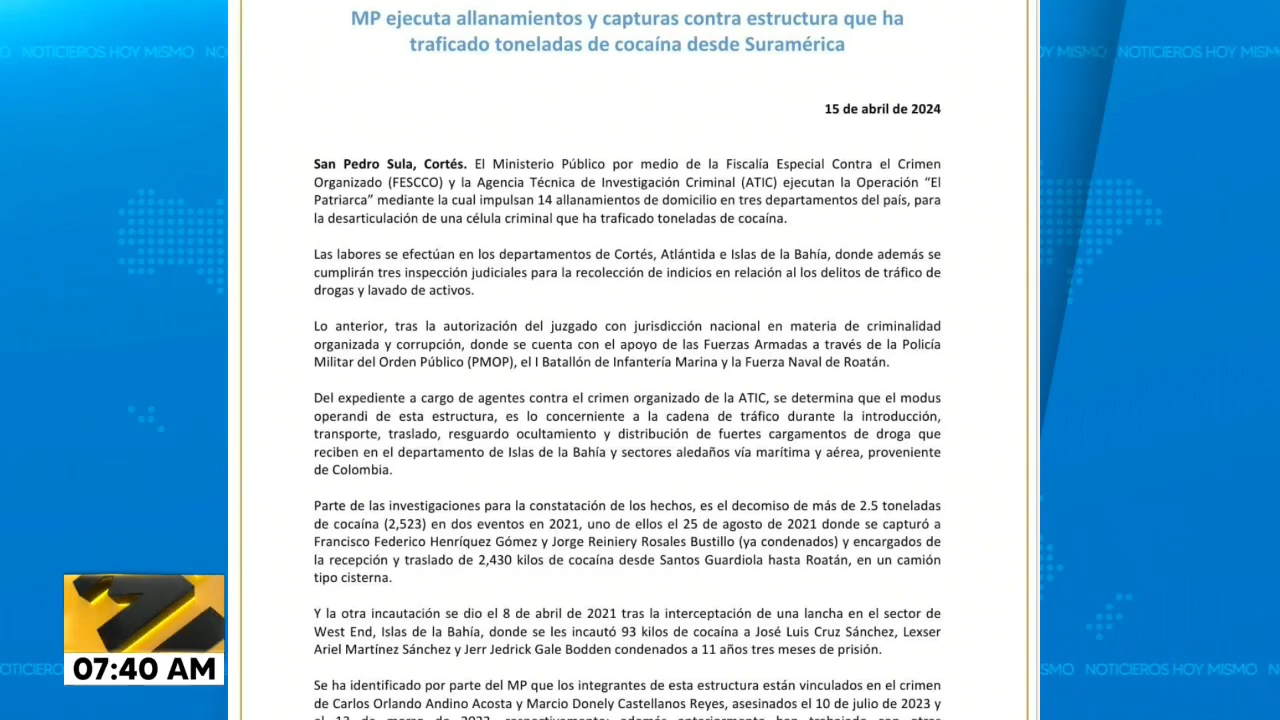 MP ejecuta allanamientos y capturas contra estructura que ha
traficado toneladas de cocaína desde Suramérica
NOTICIEROS HOY MISMO
NOTICIEROS HOY MISM
15 de abril de 2024
San Pedro Sula, Cortés. El Ministerio Público por medio de la Fiscalía Especial Contra el Crimen
Organizado (FESCCO) y la Agencia Técnica de Investigación Criminal (ATIC) ejecutan la Operación “El
Patriarca” mediante la cual impulsan 14 allanamientos de domicilio en tres departamentos del país, para
la desarticulación de una célula criminal que ha traficado toneladas de cocaína.
Las labores se efectúan en los departamentos de Cortés, Atlántida e Islas de la Bahía, donde además se
cumplirán tres inspección judiciales para la recolección de indicios en relación al los delitos de tráfico de
drogas y lavado de activos.
Lo anterior, tras la autorización del juzgado con jurisdicción nacional en materia de criminalidad
organizada y corrupción, donde se cuenta con el apoyo de las Fuerzas Armadas a través de la Policía
Militar del Orden Público (PMOP), el I Batallón de Infantería Marina y la Fuerza Naval de Roatán.
Del expediente a cargo de agentes contra el crimen organizado de la ATIC, se determina que el modus
operandi de esta estructura, es lo concerniente a la cadena de tráfico durante la introducción,
transporte, traslado, resguardo ocultamiento y distribución de fuertes cargamentos de droga que
reciben en el departamento de Islas de la Bahía y sectores aledaños vía marítima y aérea, proveniente
de Colombia.
Parte de las investigaciones para la constatación de los hechos, es el decomiso de más de 2.5 toneladas
de cocaína (2,523) en dos eventos en 2021, uno de ellos el 25 de agosto de 2021 donde se capturó a
Francisco Federico Henríquez Gómez y Jorge Reiniery Rosales Bustillo (ya condenados) y encargados de
la recepción y traslado de 2,430 kilos de cocaína desde Santos Guardiola hasta Roatán, en un camión
tipo cisterna.
Y la otra incautación se dio el 8 de abril de 2021 tras la interceptación de una lancha en el sector de
West End, Islas de la Bahía, donde se les incautó 93 kilos de cocaína a José Luis Cruz Sánchez, Lexser
Ariel Martínez Sánchez y Jerr Jedrick Gale Bodden condenados a 11 años tres meses de prisión.
Se ha identificado por parte del MP que los integrantes de esta estructura están vinculados en el crimen
de Carlos Orlando Andino Acosta y Marcio Donely Castellanos Reyes, asesinados el 10 de julio de 2023 y
07:40 AM
NOTICIEROS HOY MISMO